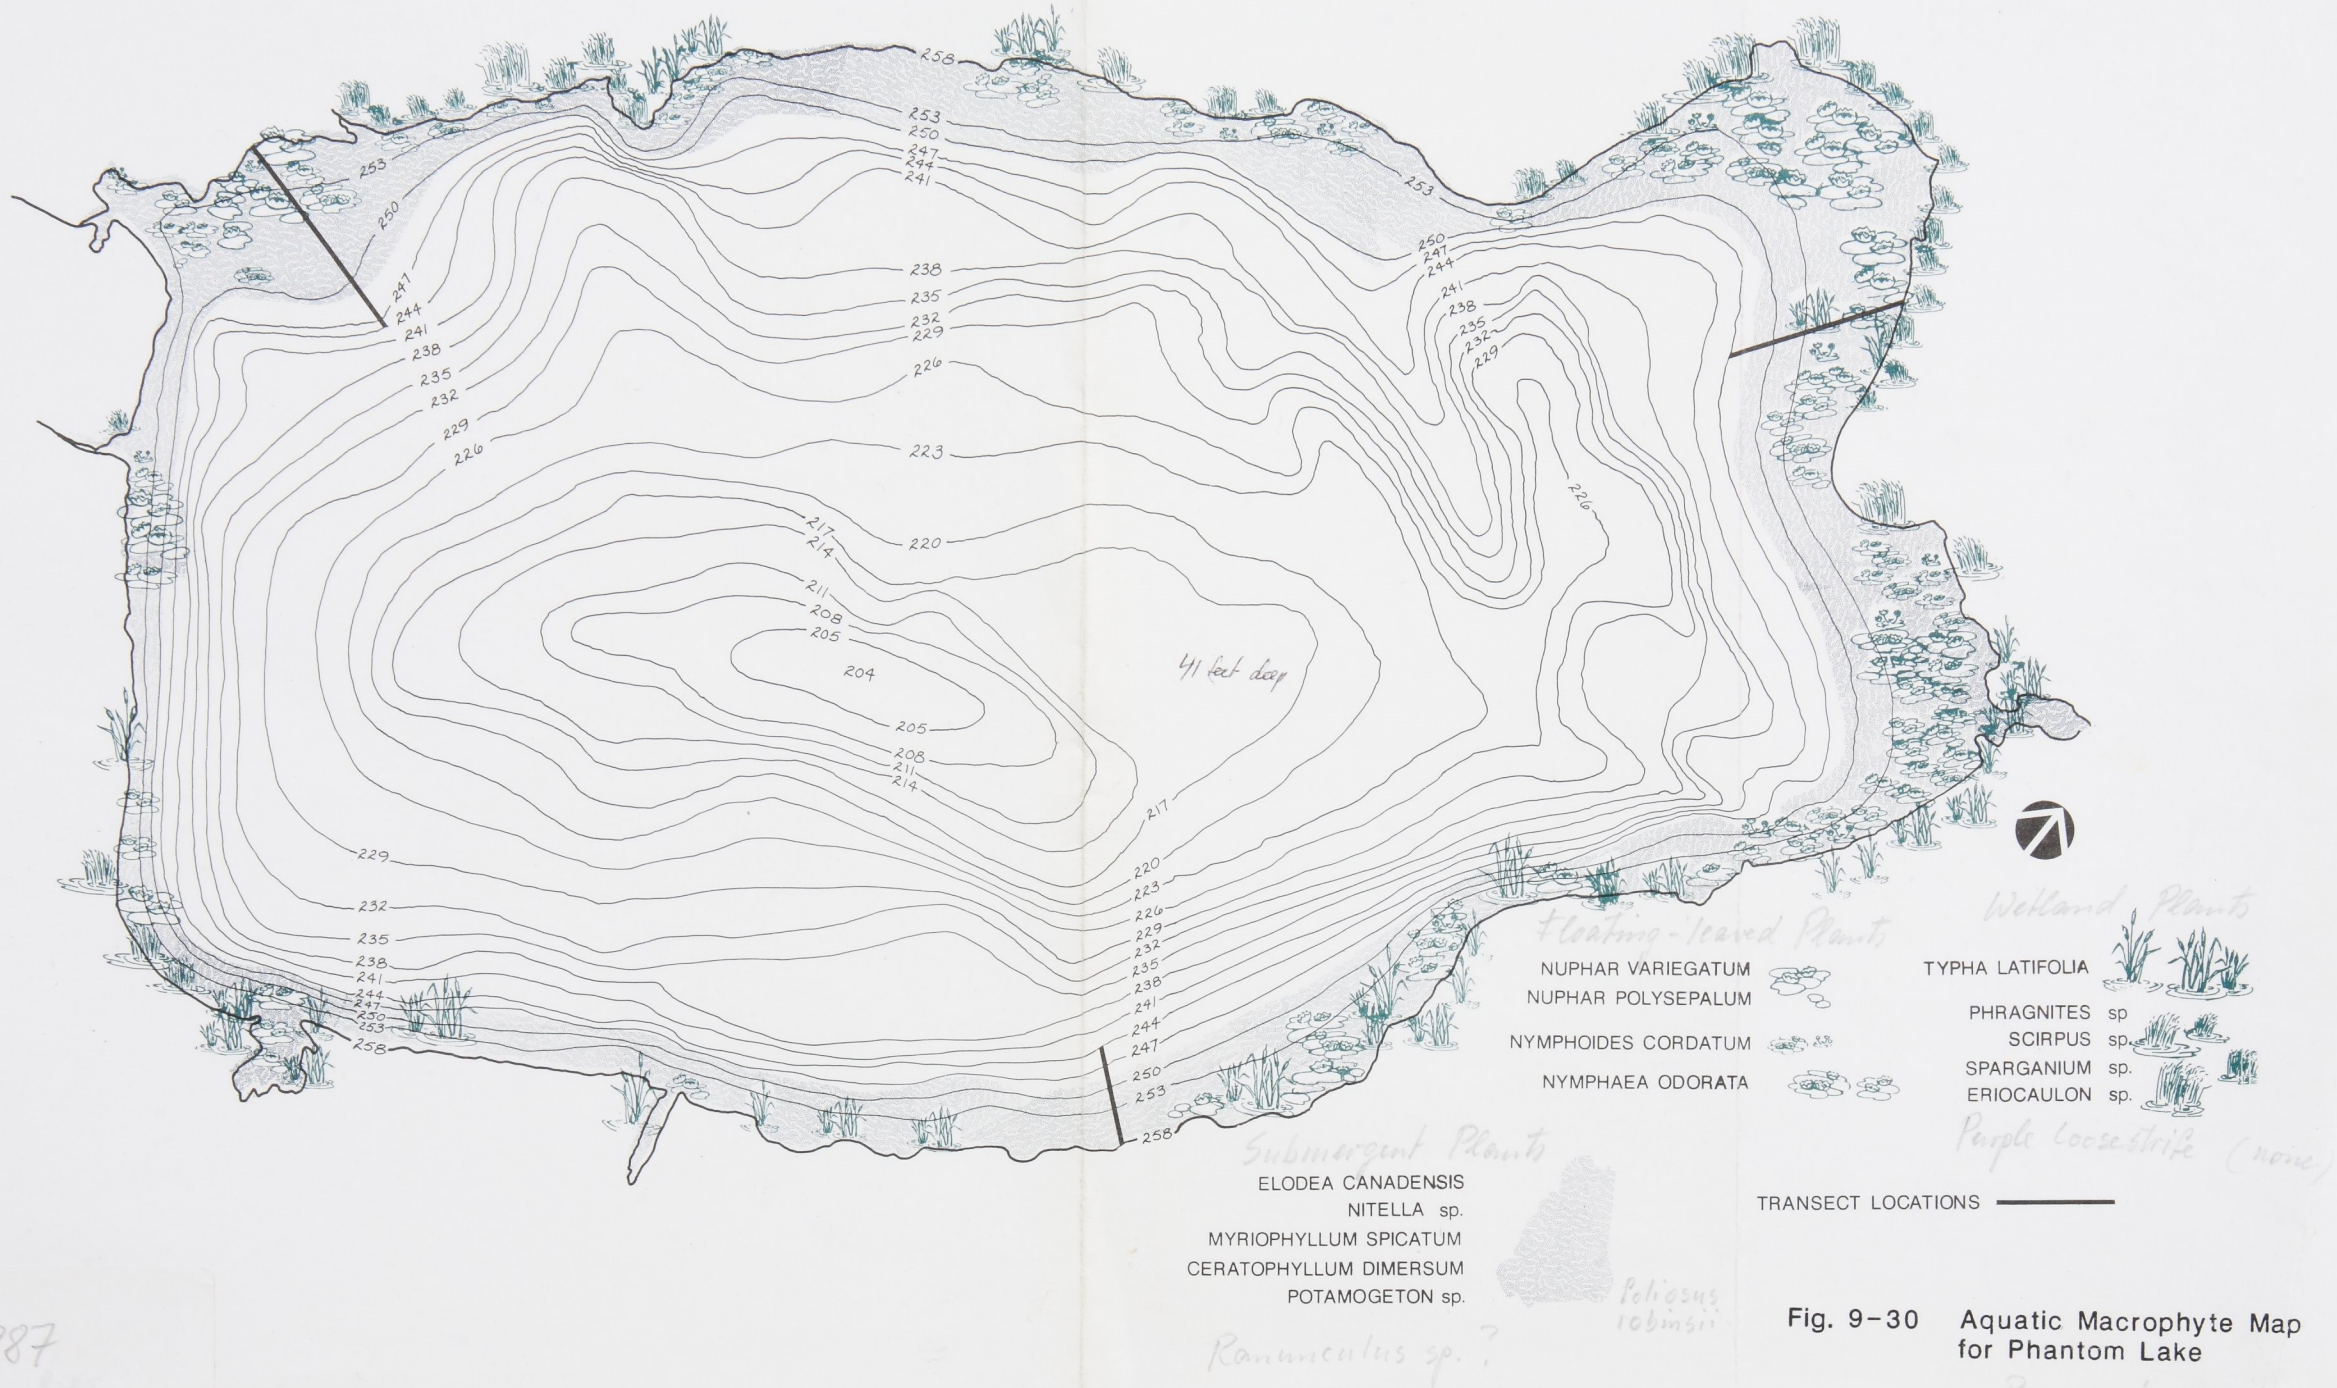 258
253
250
247
244
241
253
250
253
247
244
241
238
235
232
229
226
238
235
232
229
226
223
250
247
244
241
238
235
232
229
226
217
214
220
211
208
205
204
205
208
211
214
41 feet deep
217
229
232
235
238
241
244
247
250
253
258
220
223
226
229
232
235
238
241
244
247
250
253
258
Floating-leaved Plants
NUPHAR VARIEGATUM
NUPHAR POLYSEPALUM
NYMPHOIDES CORDATUM
NYMPHAEA ODORATA
Wetland Plants
TYPHA LATIFOLIA
PHRAGNITES sp
SCIRPUS sp.
SPARGANIUM sp.
ERIOCAULON sp.
Purple Loosestrife (none)
Submergent Plants
ELODEA CANADENSIS
NITELLA sp.
MYRIOPHYLLUM SPICATUM
CERATOPHYLLUM DIMERSUM
POTAMOGETON sp.
Ranunculus sp. ?
TRANSECT LOCATIONS
Fig. 9-30 Aquatic Macrophyte Map
for Phantom Lake
87